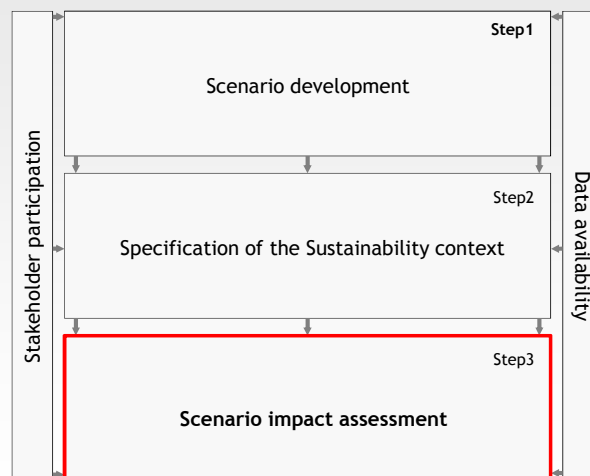 Step1
Scenario development
Stakeholder participation
Data availability
Step2
Specification of the Sustainability context
Step3
Scenario impact assessment